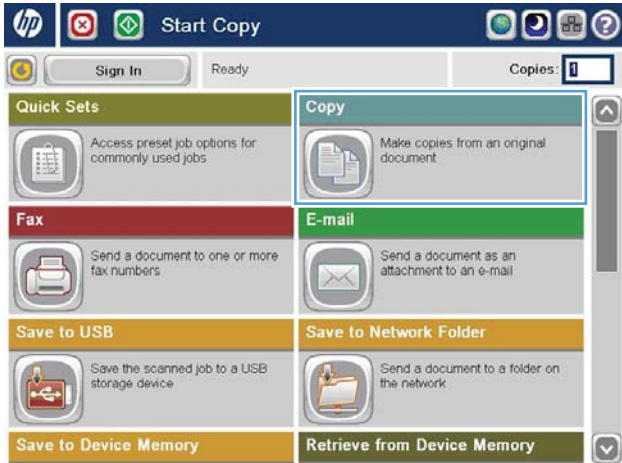 hp Start Copy ?
Sign In Ready Copies: 1
Quick Sets
Access preset job options for
commonly used jobs
Copy
Make copies from an original
document
Fax
Send a document to one or more
fax numbers
E-mail
Send a document as an
attachment to an e-mail
Save to USB
Save the scanned job to a USB
storage device
Save to Network Folder
Send a document to a folder on
the network
Save to Device Memory
Retrieve from Device Memory